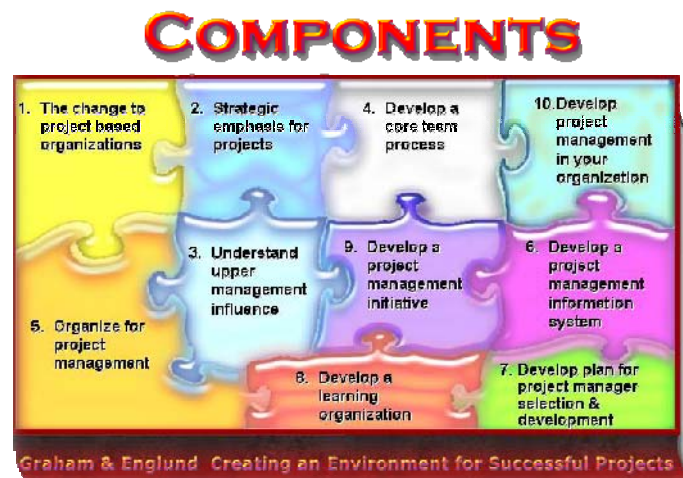 COMPONENTS
1. The change to
project based
organizations
2. Strategic
emphasis for
projects
4. Develop a
core team
process
10.Develop
project
management
in your
organization
3. Understand
upper
management
influence
9. Develop a
project
management
initiative
6. Develop a
project
management
information
system
5. Organize for
project
management
8. Develop a
learning
organization
7. Develop plan for
project manager
selection &
development
Graham & Englund Creating an Environment for Successful Projects